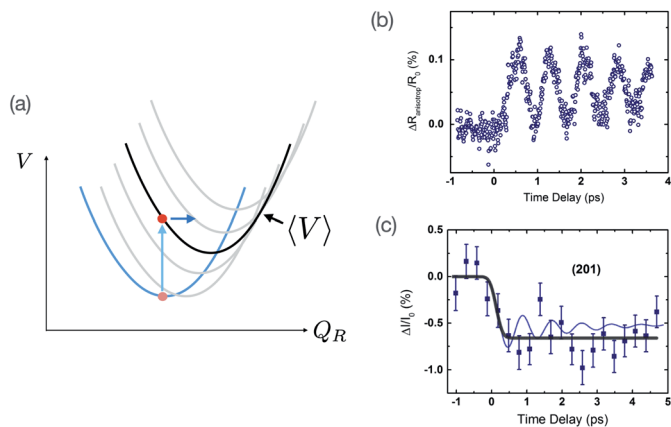 (a)
V
⟨V⟩
Q_R
(b)
ΔR_anisotrop/R_0 (%)
0.1
0.0
-1 0 1 2 3 4
Time Delay (ps)
(c)
ΔI/I_0 (%)
0.5
0.0
-0.5
-1.0
(201)
-1 0 1 2 3 4 5
Time Delay (ps)